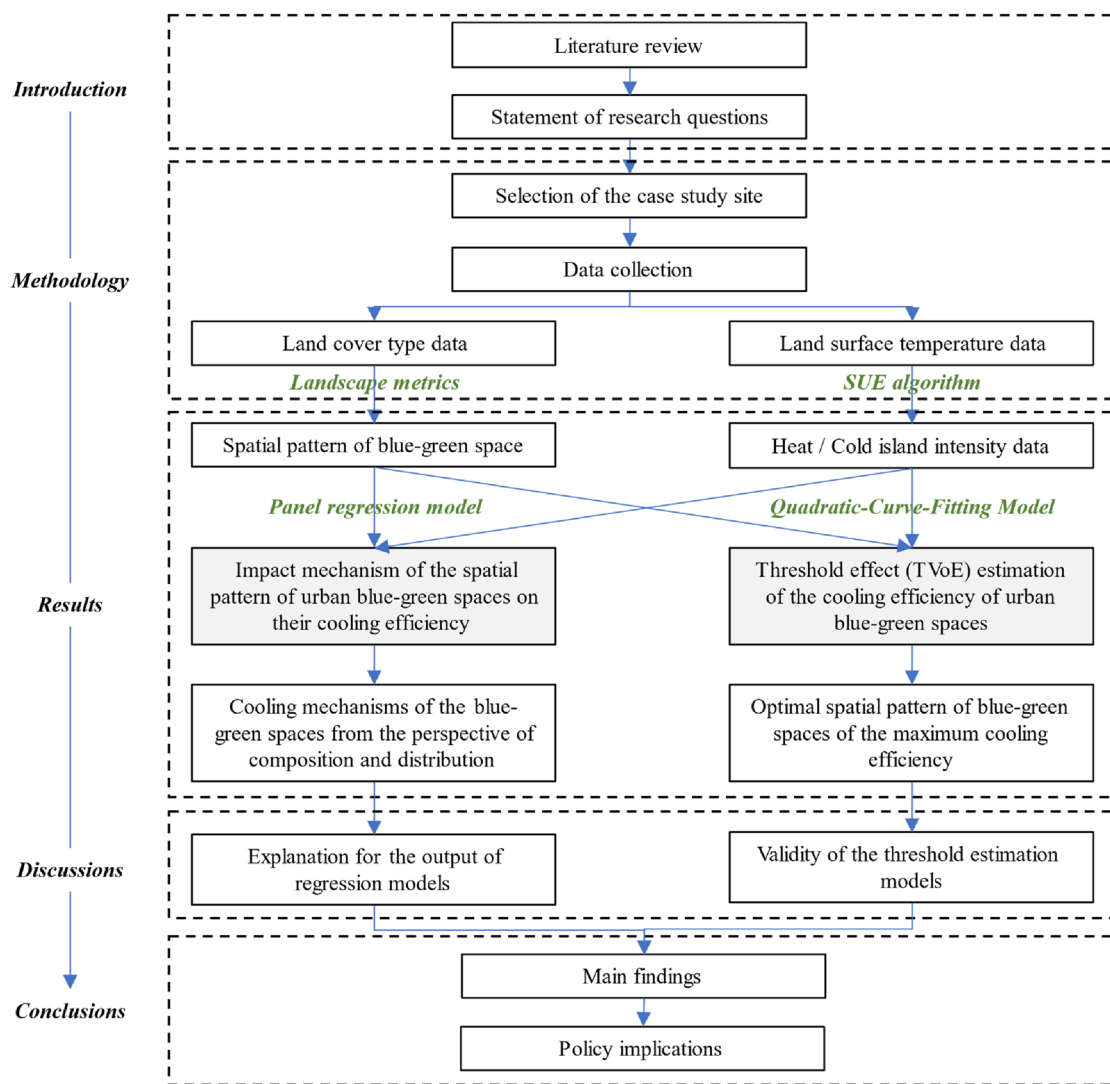 Literature review
Introduction
Statement of research questions
Selection of the case study site
Methodology
Data collection
Land cover type data
Land surface temperature data
Landscape metrics
SUE algorithm
Spatial pattern of blue-green space
Heat / Cold island intensity data
Panel regression model
Quadratic-Curve-Fitting Model
Results
Impact mechanism of the spatial
pattern of urban blue-green spaces on
their cooling efficiency
Threshold effect (TVoE) estimation
of the cooling efficiency of urban
blue-green spaces
Cooling mechanisms of the blue-
green spaces from the perspective of
composition and distribution
Optimal spatial pattern of blue-green
spaces of the maximum cooling
efficiency
Discussions
Explanation for the output of
regression models
Validity of the threshold estimation
models
Main findings
Conclusions
Policy implications